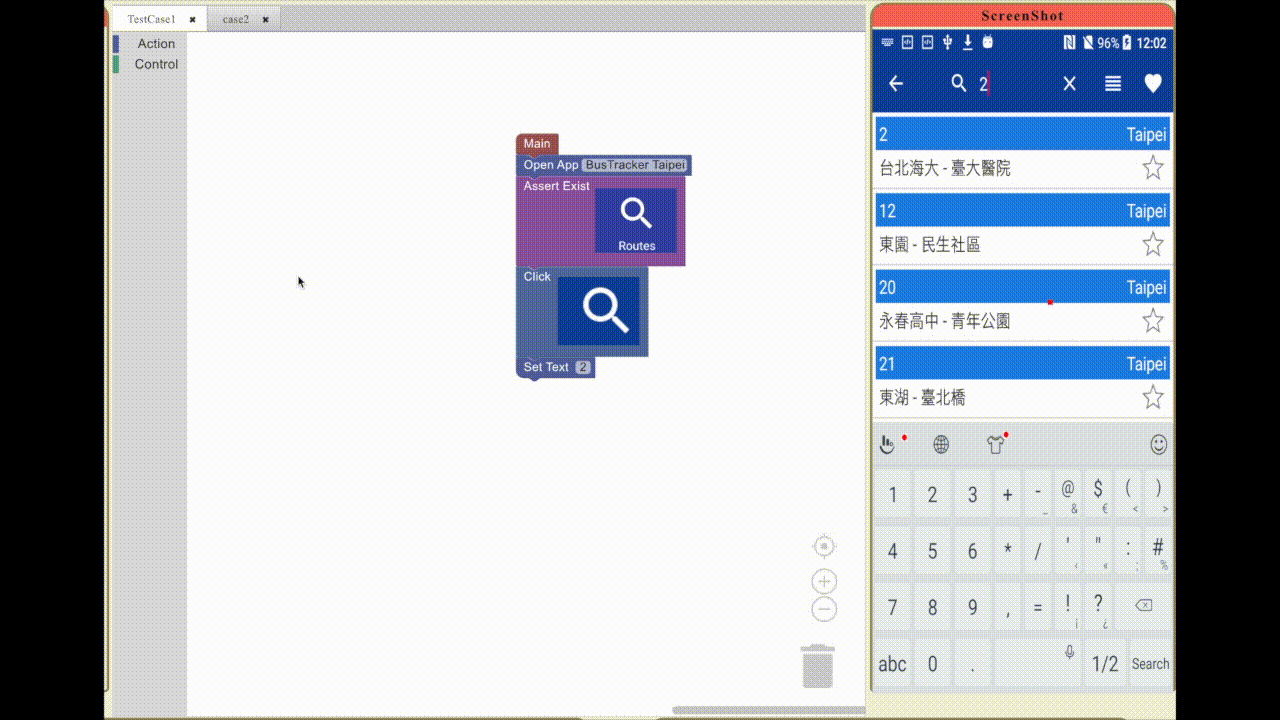 TestCase1 ✖ case2 ✖
Action
Control
Main
Open App BusTracker Taipei
Assert Exist
Routes
Click
Set Text 2
ScreenShot
96% 12:02
2
2 Taipei
台北海大 - 臺大醫院
12 Taipei
東園 - 民生社區
20 Taipei
永春高中 - 青年公園
21 Taipei
東湖 - 臺北橋
1 2 3 + - _ @ & $ € ( < ) >
4 5 6 * / ' ‹ " « : ; # %
7 8 9 , = ! ¡ ? ¿
abc 0 . 1/2 Search